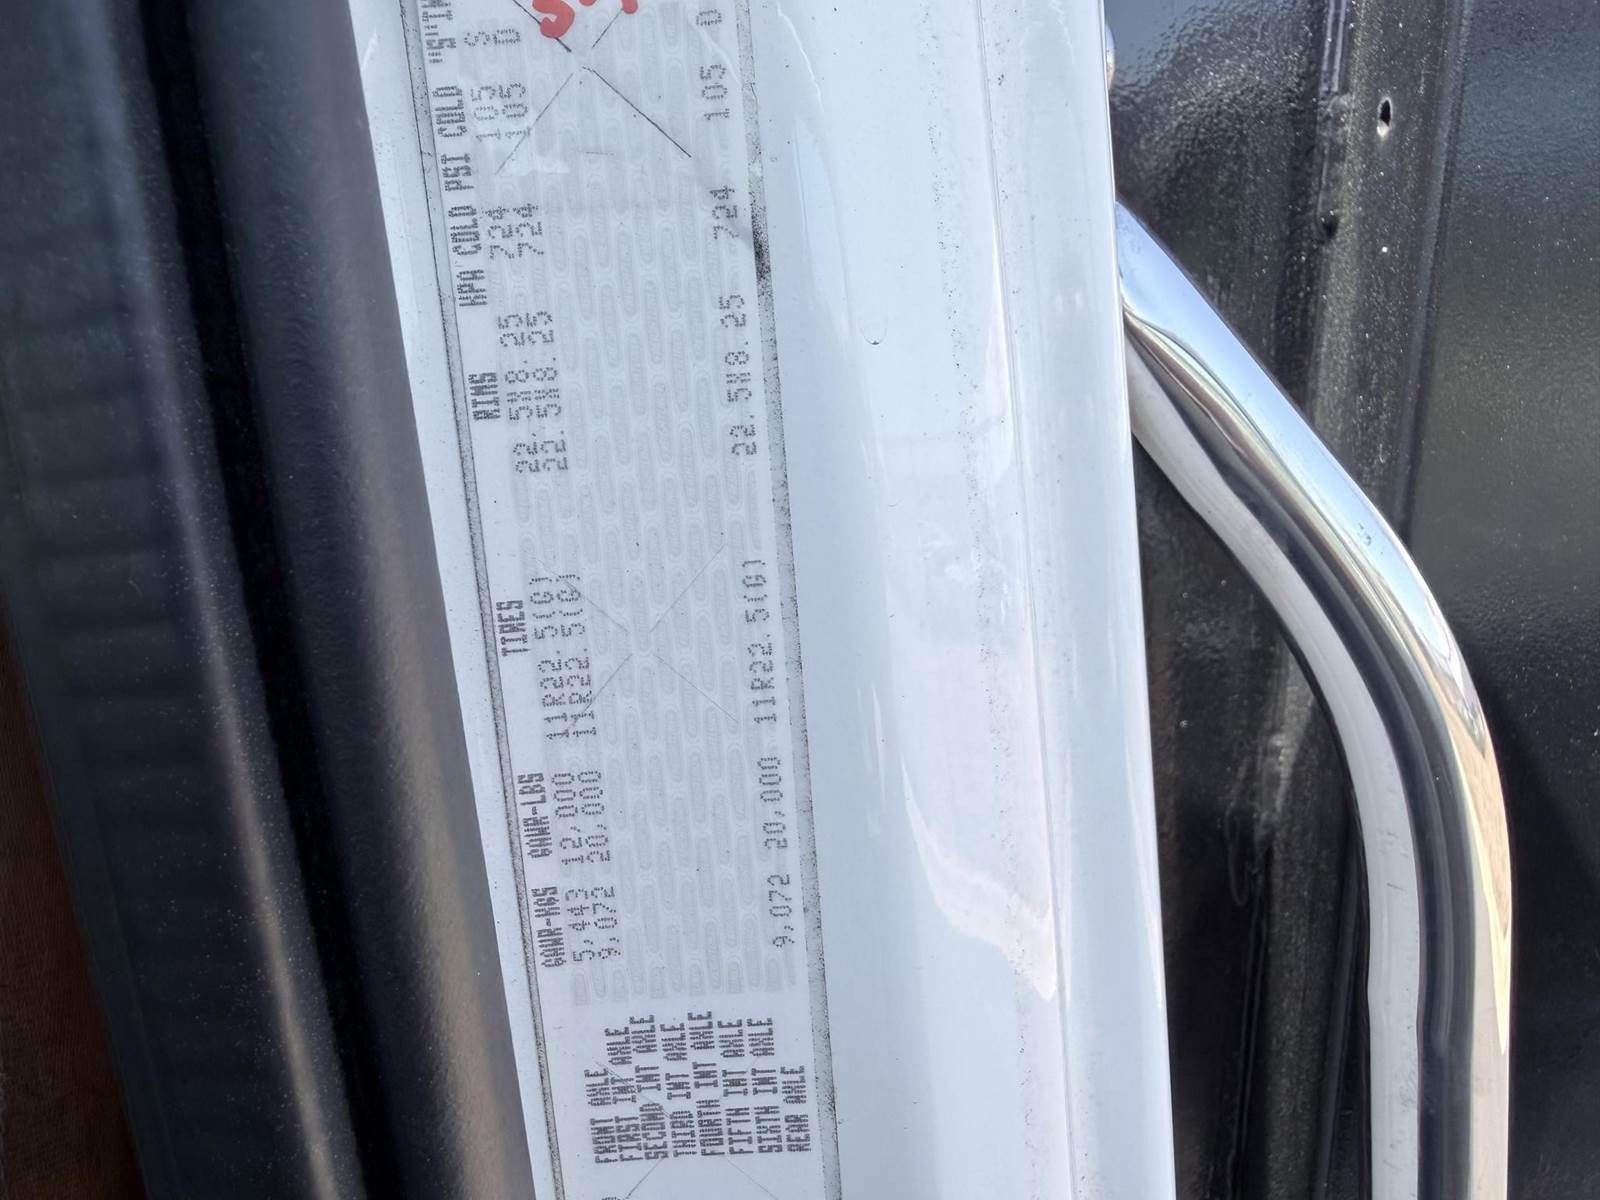 GAWR-KGS GAWR-LBS TIRES RIMS KPA COLD PSI COLD
FRONT AXLE 5,443 12,000 11R22.5(G) 22.5X8.25 724 105 S
FIRST INT AXLE 9,072 20,000 11R22.5(G) 22.5X8.25 724 105 D
SECOND INT AXLE
THIRD INT AXLE
FOURTH INT AXLE
FIFTH INT AXLE
SIXTH INT AXLE
REAR AXLE 9,072 20,000 11R22.5(G) 22.5X8.25 724 105 D